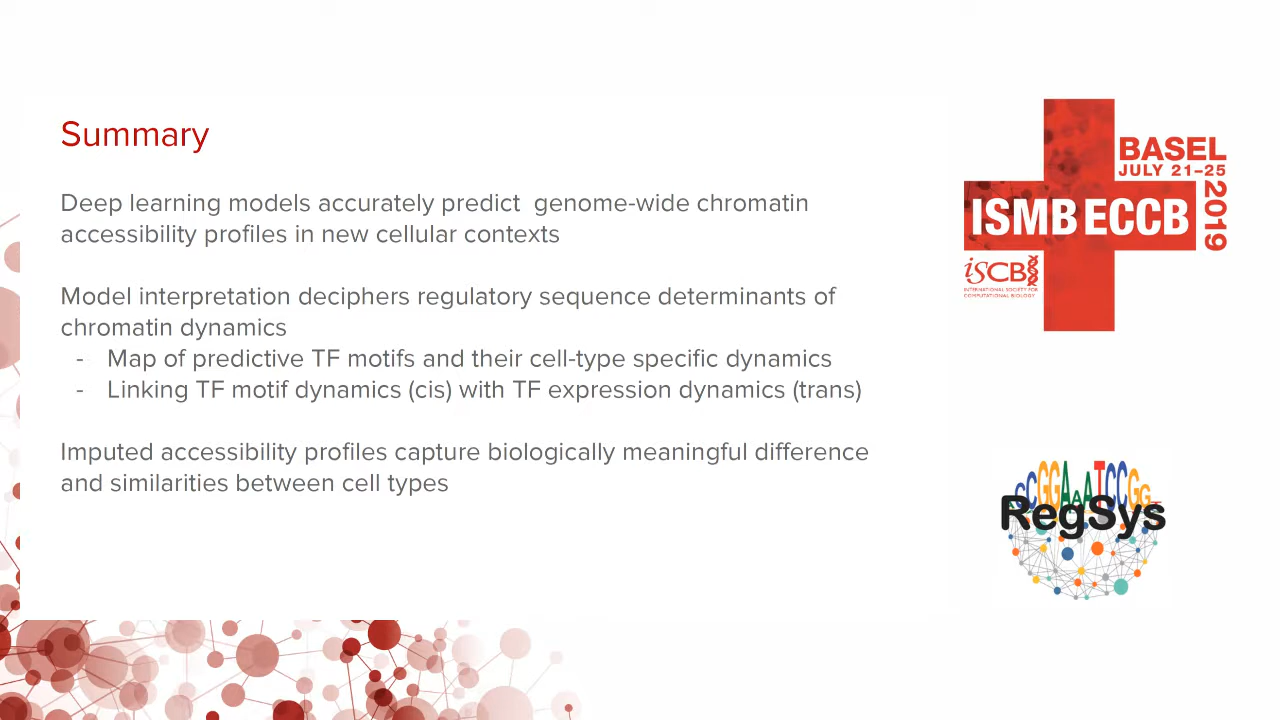 Summary
Deep learning models accurately predict  genome-wide chromatin
accessibility profiles in new cellular contexts
Model interpretation deciphers regulatory sequence determinants of
chromatin dynamics
- Map of predictive TF motifs and their cell-type specific dynamics
- Linking TF motif dynamics (cis) with TF expression dynamics (trans)
Imputed accessibility profiles capture biologically meaningful difference
and similarities between cell types
BASEL
JULY 21–25
2019
ISMB ECCB
ISCB
INTERNATIONAL SOCIETY FOR
COMPUTATIONAL BIOLOGY
CCGGAAATCCGG
RegSys